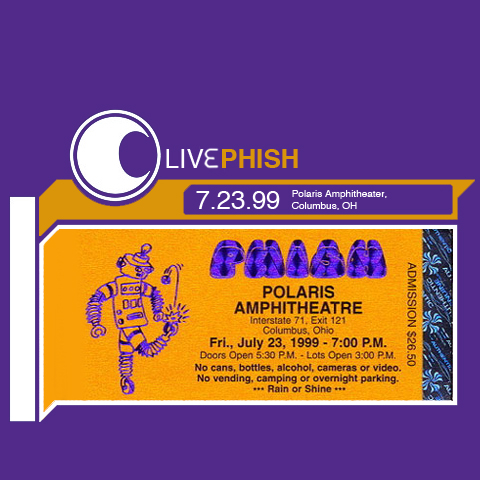 LIVEPHISH
7.23.99
Polaris Amphitheater,
Columbus, OH
PHISH
POLARIS
AMPHITHEATRE
Interstate 71, Exit 121
Columbus, Ohio
Fri., July 23, 1999 - 7:00 P.M.
Doors Open 5:30 P.M. - Lots Open 3:00 P.M.
No cans, bottles, alcohol, cameras or video.
No vending, camping or overnight parking.
••• Rain or Shine •••
ADMISSION $26.50